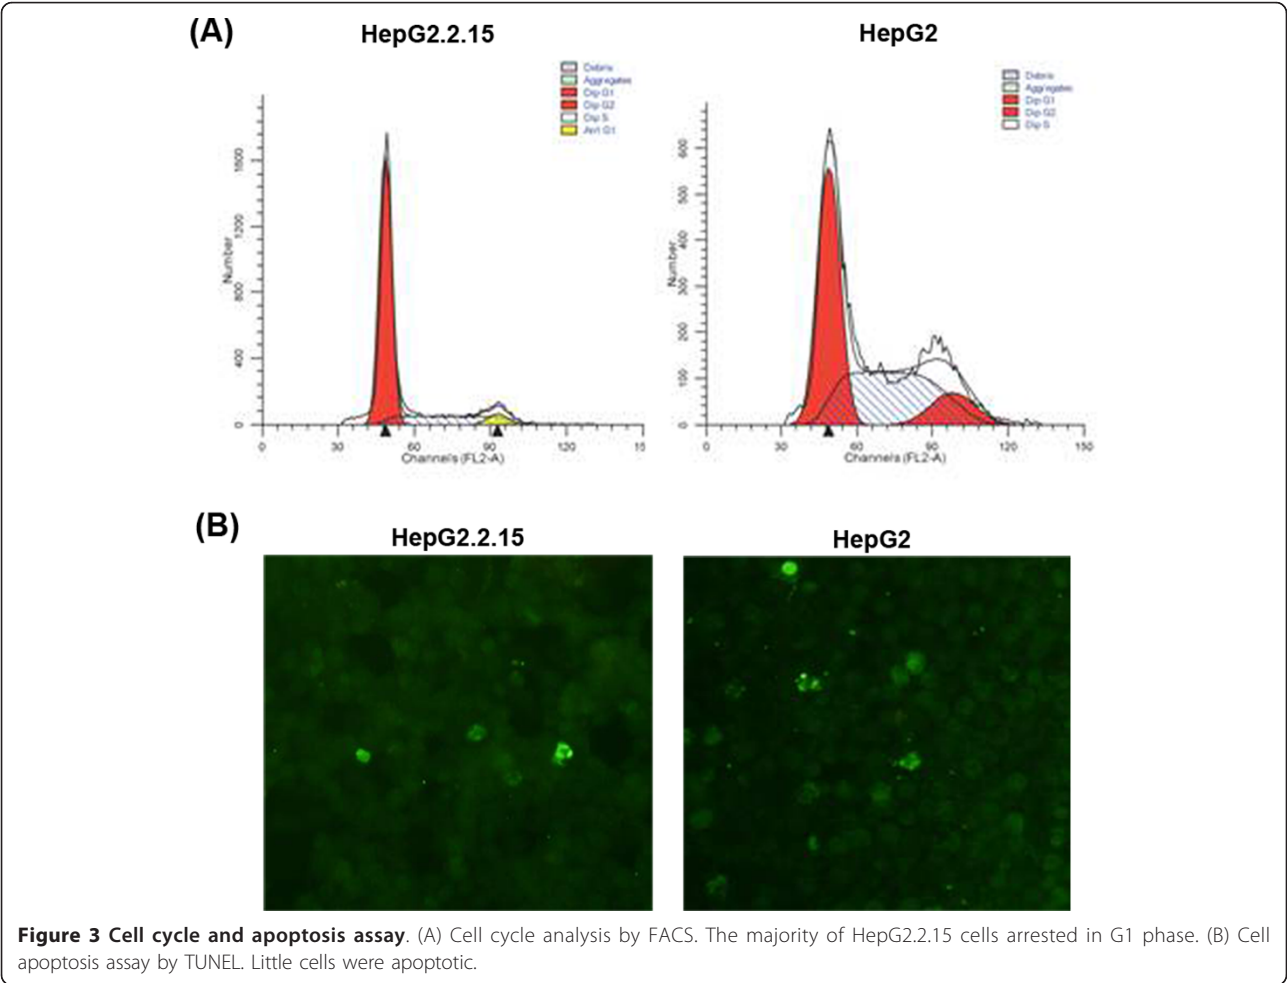 (A)
HepG2.2.15
HepG2
Debris
Aggregates
Dip G1
Dip G2
Dip S
An1 G1
Debris
Aggregates
Dip G1
Dip G2
Dip S
Number
1600
1200
800
400
0
0 30 60 90 120 15
Channels (FL2-A)
Number
600
500
400
300
200
100
0
0 30 60 90 120 150
Channels (FL2-A)
(B)
HepG2.2.15
HepG2
Figure 3 Cell cycle and apoptosis assay. (A) Cell cycle analysis by FACS. The majority of HepG2.2.15 cells arrested in G1 phase. (B) Cell
apoptosis assay by TUNEL. Little cells were apoptotic.